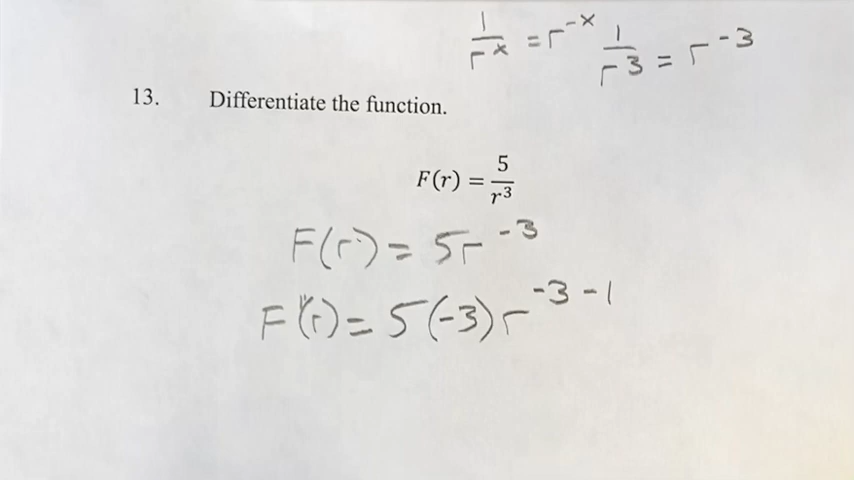 1/r^x = r^-x 1/r^3 = r^-3
13. Differentiate the function.
F(r) = 5/r^3
F(r) = 5r^-3
F'(r) = 5(-3)r^-3-1